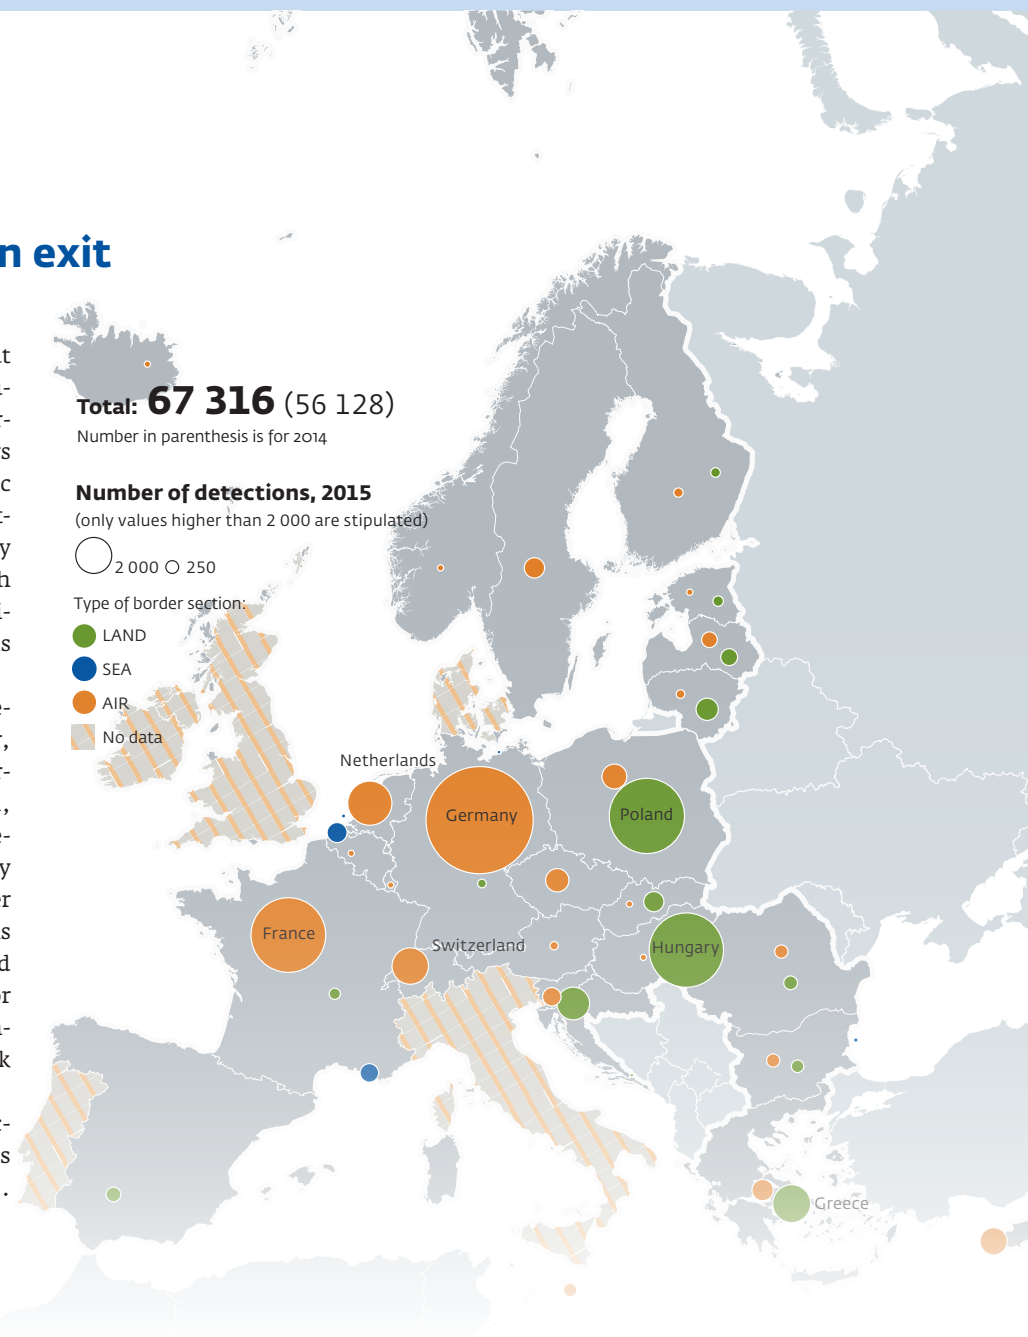 n exit
Total: 67 316 (56 128)
Number in parenthesis is for 2014
Number of detections, 2015
(only values higher than 2 000 are stipulated)
2 000 250
Type of border section:
LAND
SEA
AIR
No data
Netherlands
Germany
Poland
France
Switzerland
Hungary
Greece